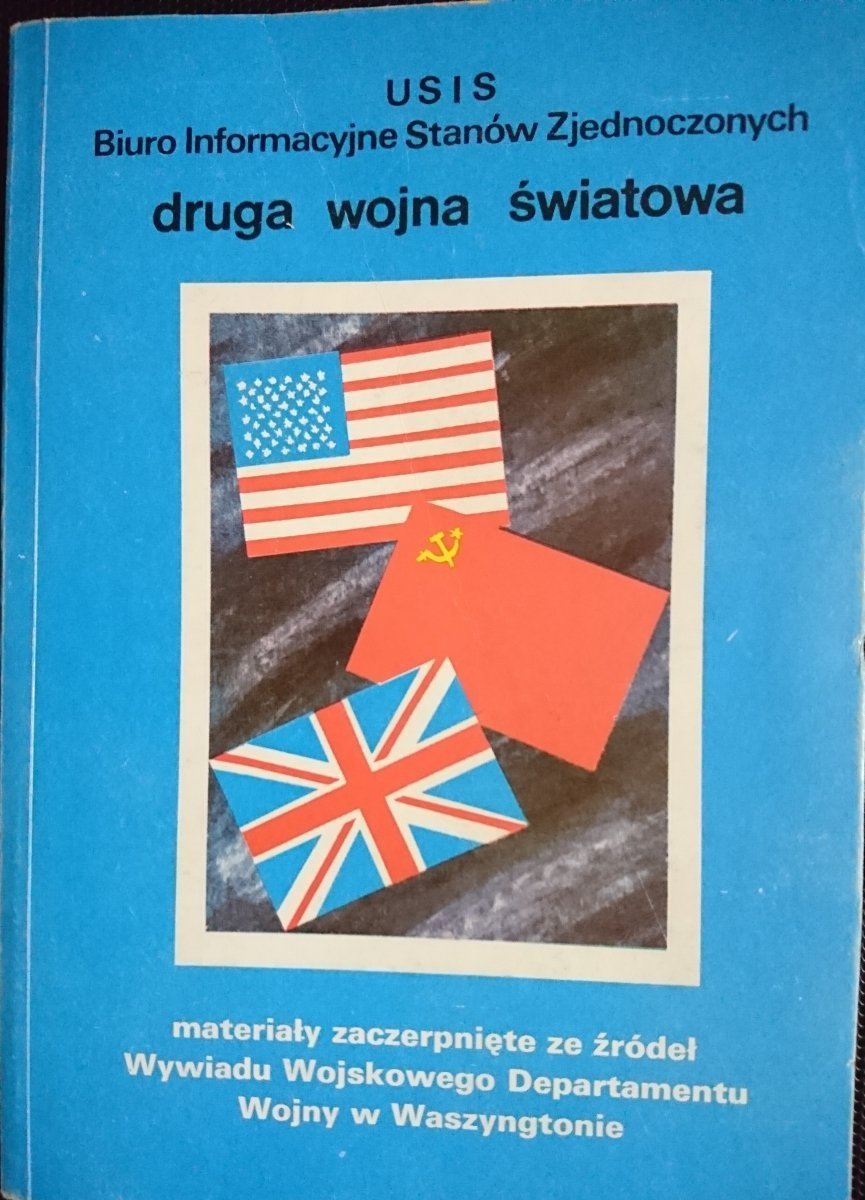 USIS
Biuro Informacyjne Stanów Zjednoczonych
druga wojna światowa
materiały zaczerpnięte ze źródeł
Wywiadu Wojskowego Departamentu
Wojny w Waszyngtonie